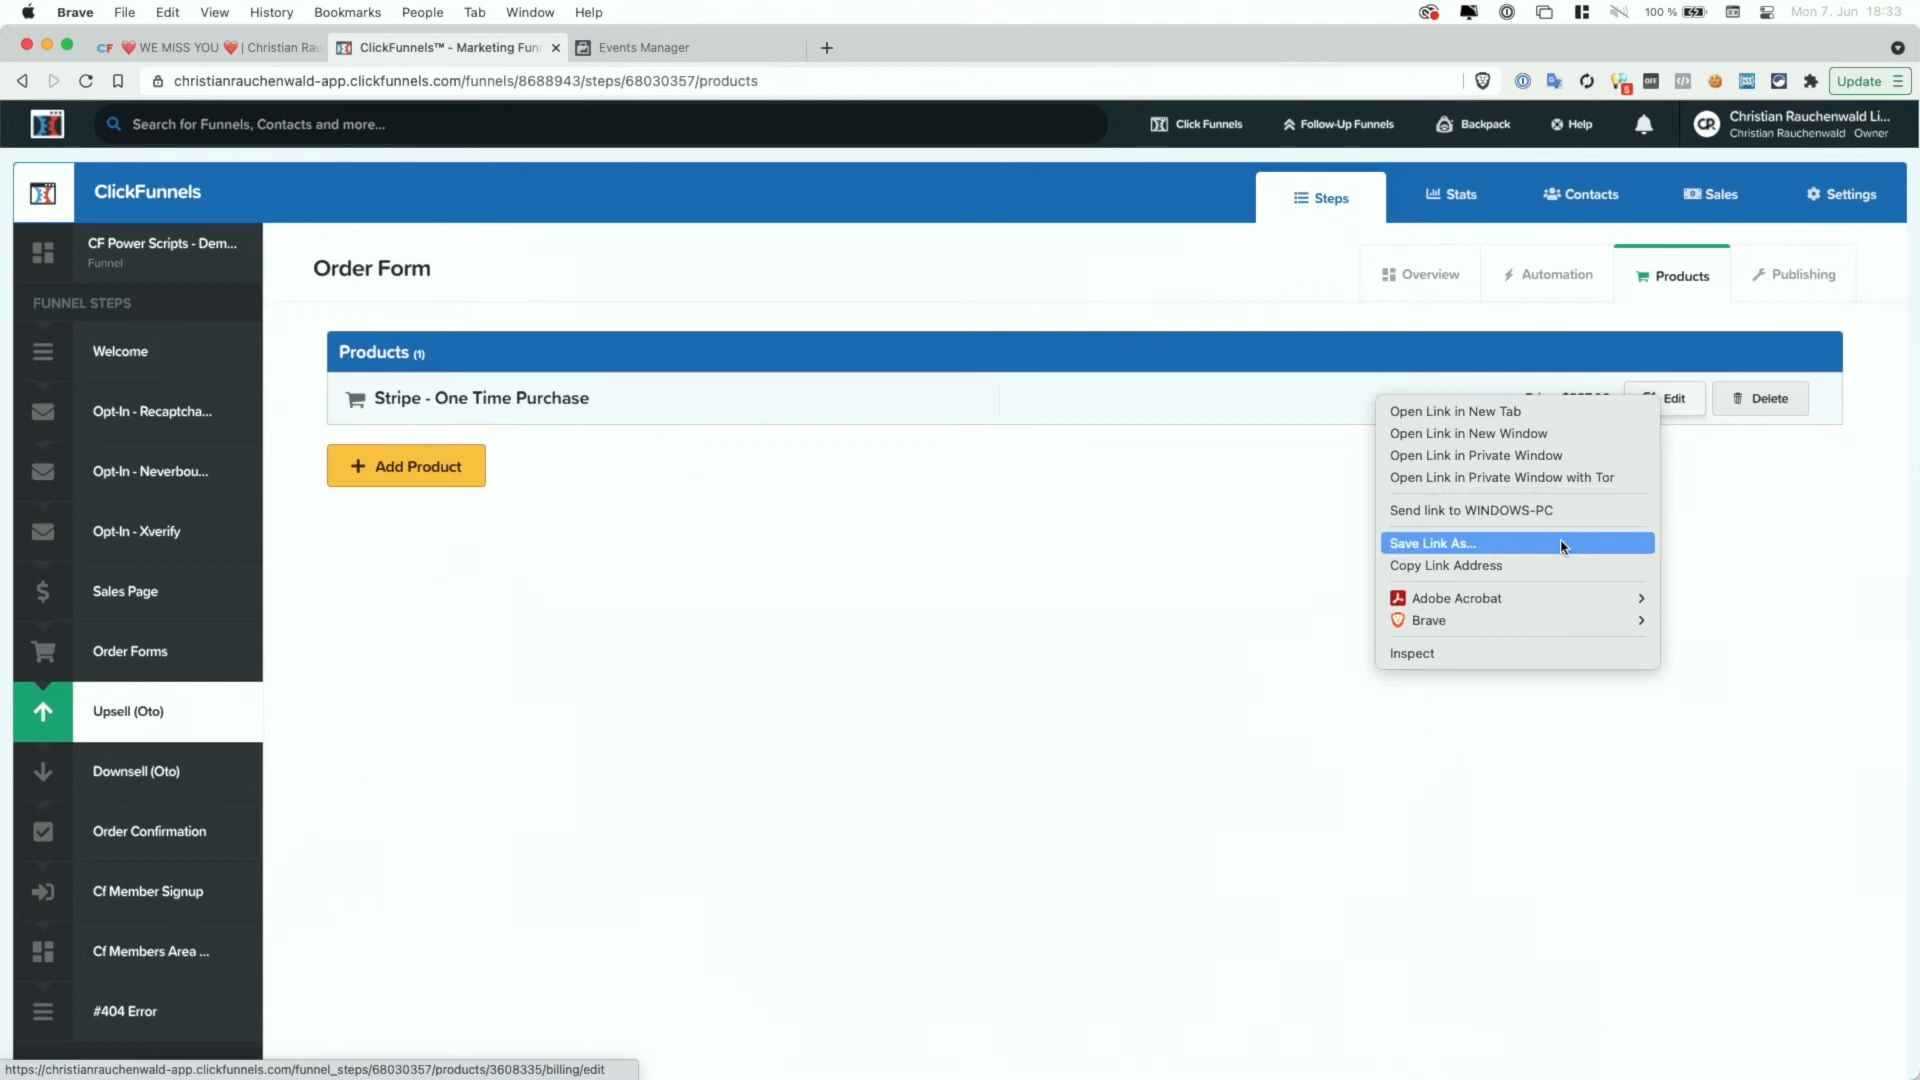 Brave File Edit View History Bookmarks People Tab Window Help
100 % Mon 7. Jun 18:33
CF ❤️ WE MISS YOU ❤️ | Christian Rau
ClickFunnels™ - Marketing Funn
Events Manager
christianrauchenwald-app.clickfunnels.com/funnels/8688943/steps/68030357/products
5
OFF
Update
Search for Funnels, Contacts and more...
Click Funnels
Follow-Up Funnels
Backpack
Help
CR
Christian Rauchenwald Li...
Christian Rauchenwald Owner
ClickFunnels
Steps
Stats
Contacts
Sales
Settings
CF Power Scripts - Dem...
Funnel
FUNNEL STEPS
Welcome
Opt-In - Recaptcha...
Opt-In - Neverbou...
Opt-In - Xverify
Sales Page
Order Forms
Upsell (Oto)
Downsell (Oto)
Order Confirmation
Cf Member Signup
Cf Members Area ...
#404 Error
Order Form
Overview
Automation
Products
Publishing
Products (1)
Stripe - One Time Purchase
Edit
Delete
+ Add Product
Open Link in New Tab
Open Link in New Window
Open Link in Private Window
Open Link in Private Window with Tor
Send link to WINDOWS-PC
Save Link As...
Copy Link Address
Adobe Acrobat
Brave
Inspect
https://christianrauchenwald-app.clickfunnels.com/funnel_steps/68030357/products/3608335/billing/edit